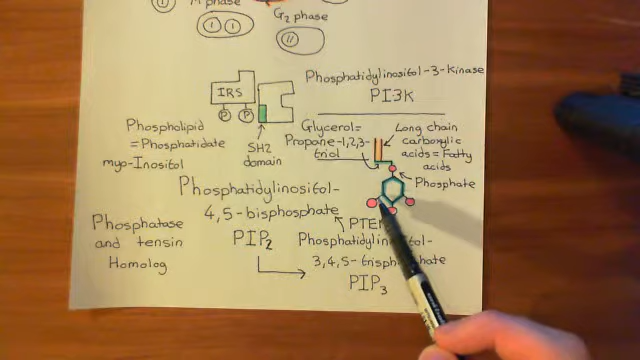 M phase
G2 phase
IRS
P P
Phosphatidylinositol-3-kinase
PI3K
Phospholipid
= Phosphatidate
myo-Inositol
SH2
domain
Glycerol=
Propane-1,2,3-
triol
Long chain
carboxylic
acids = Fatty
acids
Phosphate
Phosphatidylinositol-
4,5-bisphosphate
PIP2
PTEN
Phosphatase
and tensin
Homolog
Phosphatidylinositol-
3,4,5-trisphosphate
PIP3